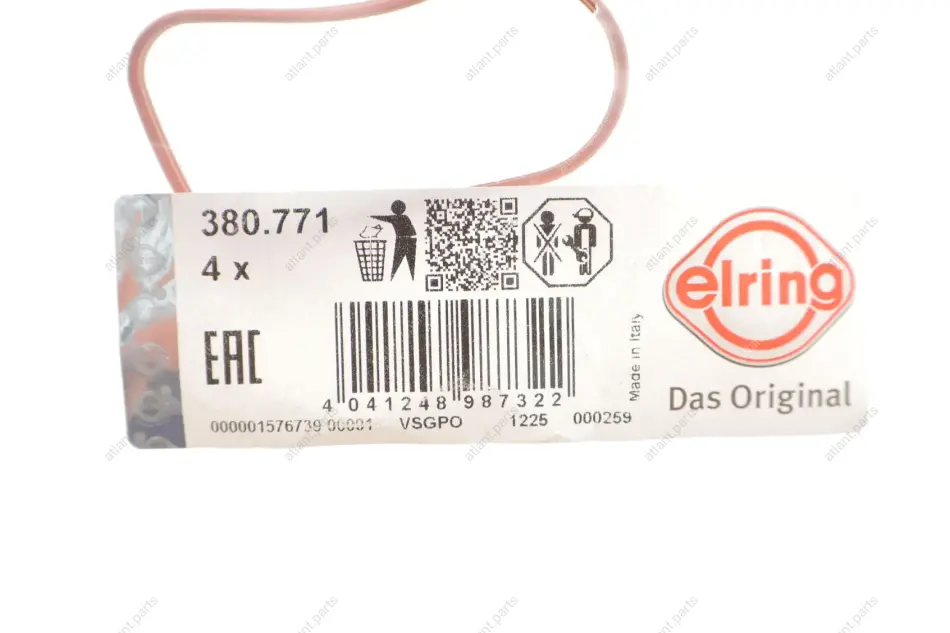 380.771
4 x
EAC
4 041248 987322
000001576739 00001 VSGPO 1225 000259
Made in Italy
elring
Das Original
atlant.parts